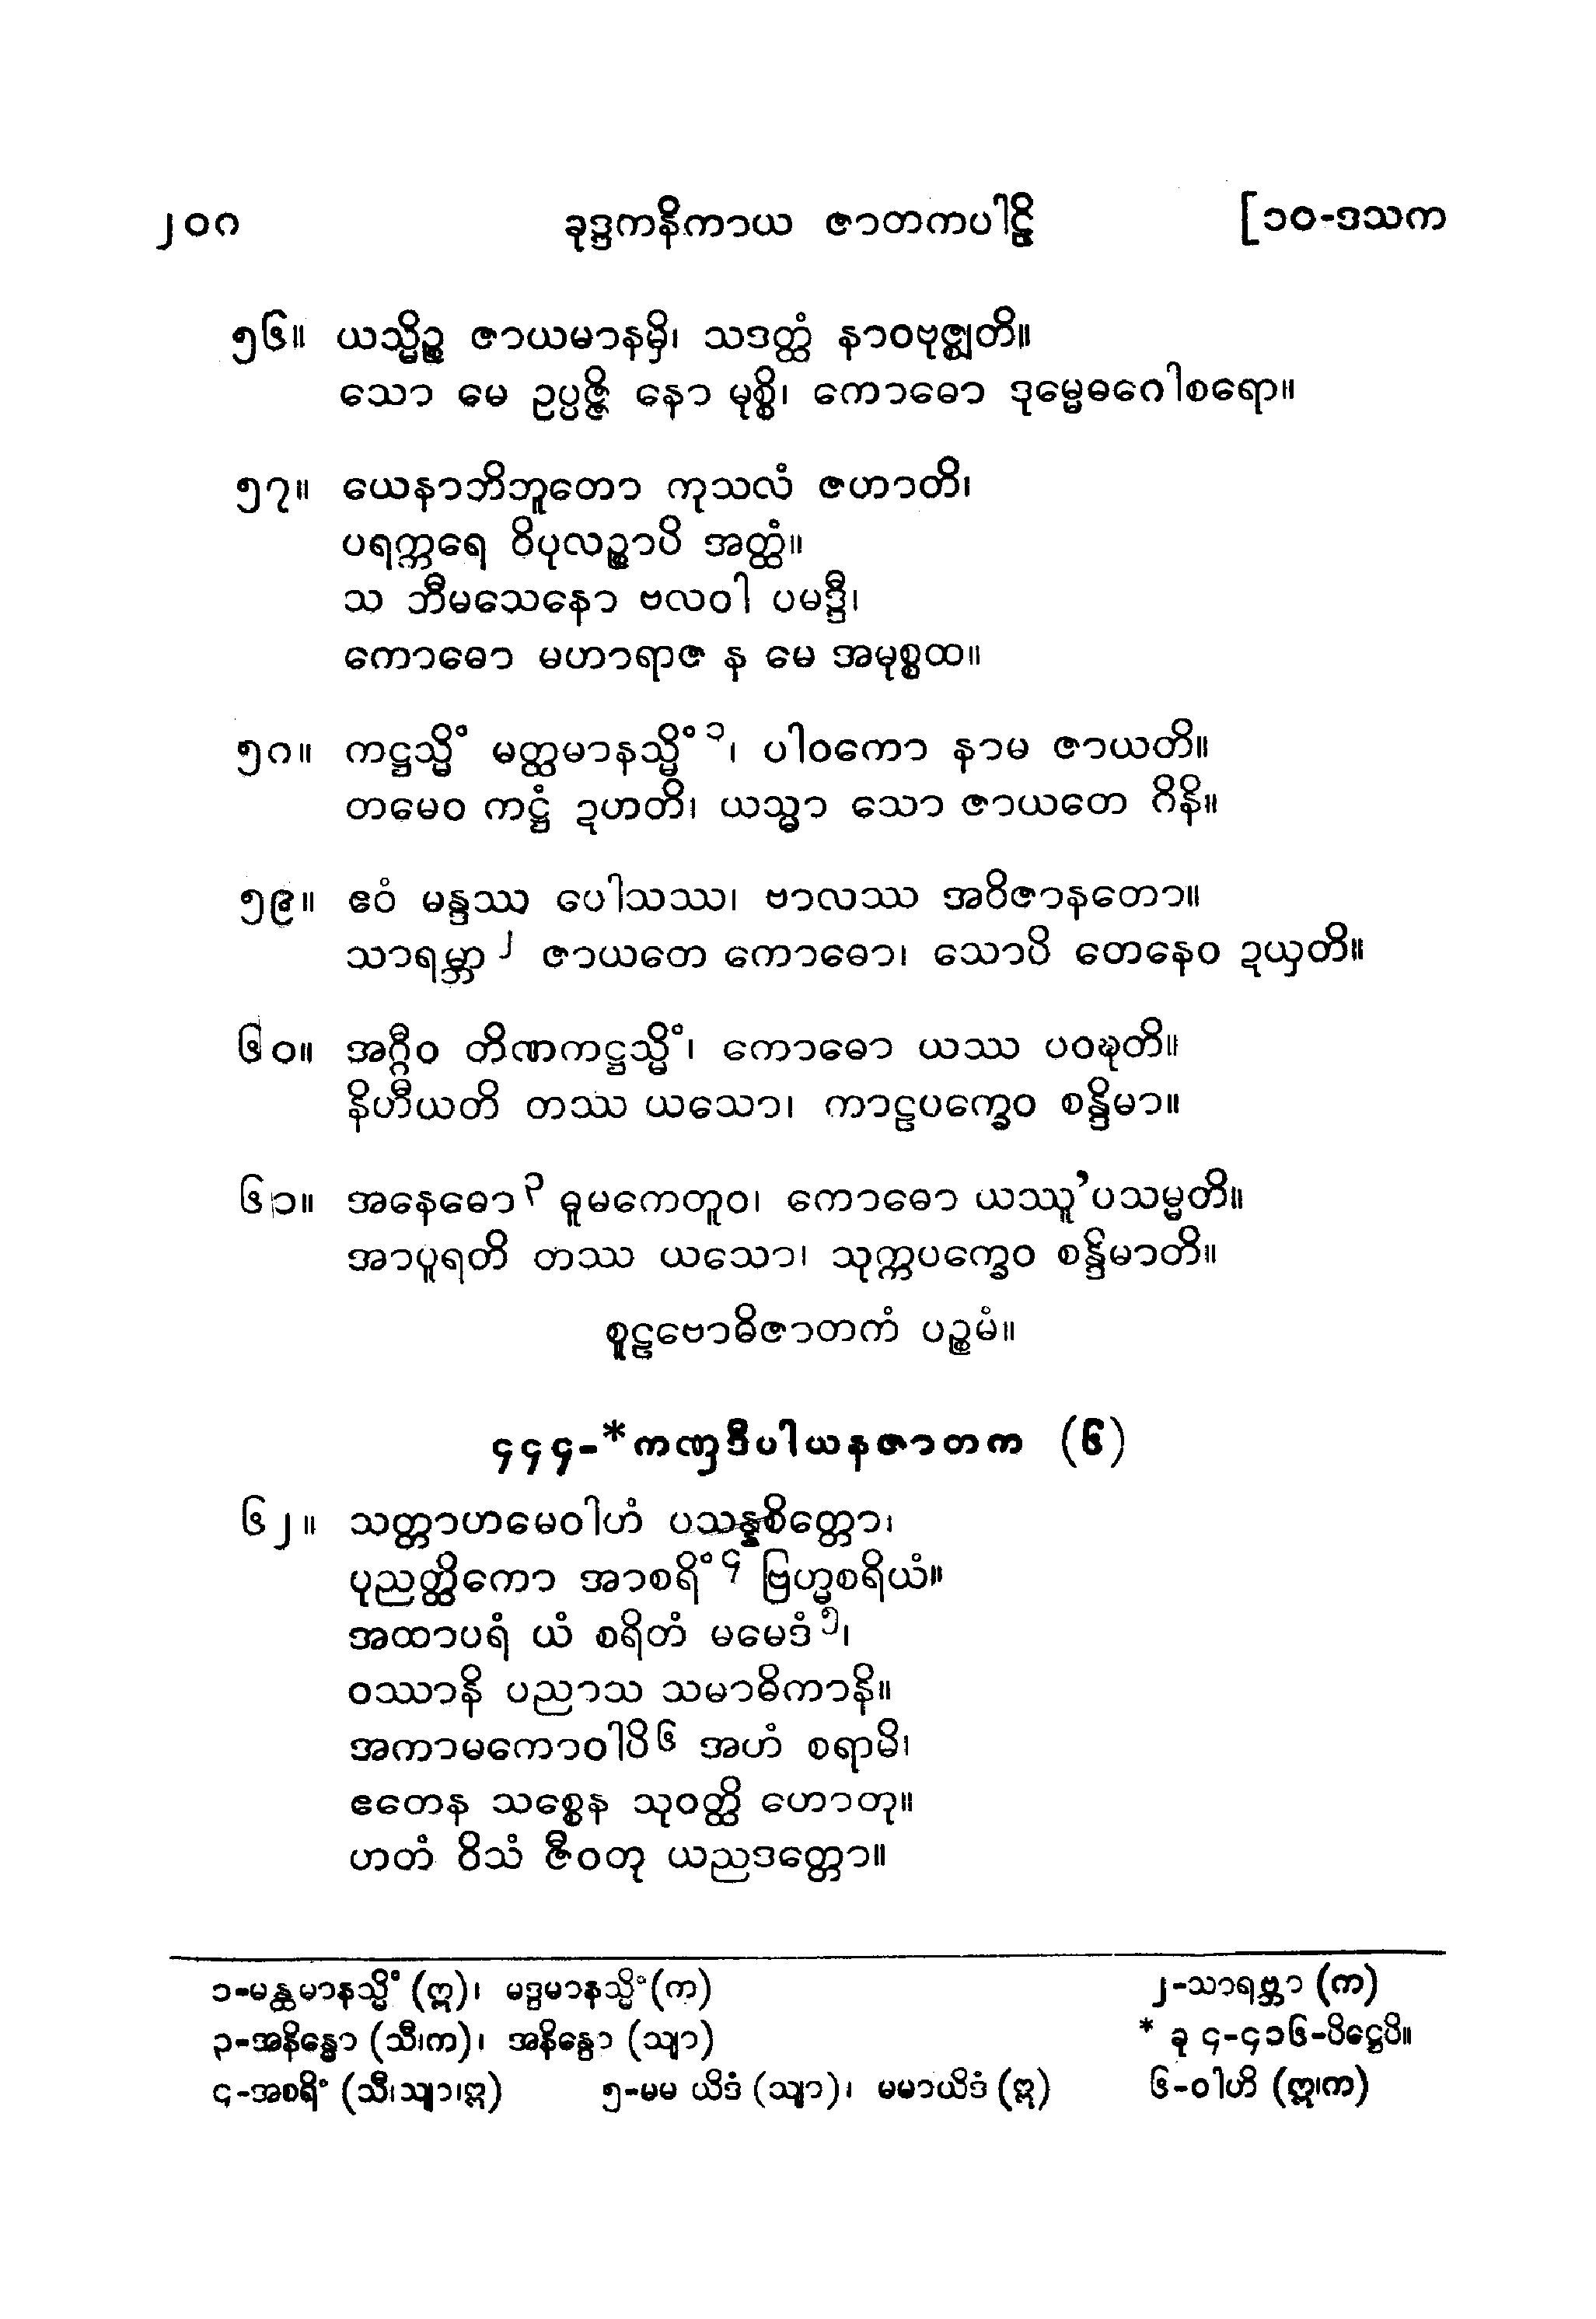 ၂၀ဂ ခုဒ္ဒကနိကာယ ဇာတကပါဠိ [၁၀-ဒသက
၅၆။ ယသ္မိဉ္စ ဇာယမာနမှိ၊ သဒတ္ထံ နာဝဗုဇ္ဈတိ။
သော မေ ဥပ္ပဇ္ဇိ နော မုစ္စိ၊ ကောဓော ဒုမ္မေဓဂေါစရော။
၅၇။ ယေနာဘိဘူတော ကုသလံ ဇဟာတိ၊
ပရက္ကရေ ဝိပုလဉ္စာပိ အတ္ထံ။
သ ဘီမသေနော ဗလဝါ ပမဒ္ဒီ၊
ကောဓော မဟာရာဇ န မေ အမုစ္စထ။
၅ဂ။ ကဋ္ဌသ္မိံ မတ္ထမာနသ္မိံ ၁၊ ပါဝကော နာမ ဇာယတိ။
တမေဝ ကဋ္ဌံ ဍဟတိ၊ ယသ္မာ သော ဇာယတေ ဂိနိ။
၅၉။ ဧဝံ မန္ဒဿ ပေါသဿ၊ ဗာလဿ အဝိဇာနတော။
သာရမ္ဘာ ၂ ဇာယတေ ကောဓော၊ သောပိ တေနေဝ ဍယှတိ။
၆၀။ အဂ္ဂီဝ တိဏကဋ္ဌသ္မိံ၊ ကောဓော ယဿ ပဝဍ္ဎတိ။
နိဟီယတိ တဿ ယသော၊ ကာဠပက္ခေဝ စန္ဒိမာ။
၆၁။ အနေဓော ၃ ဓူမကေတူဝ၊ ကောဓော ယဿူ’ပသမ္မတိ။
အာပူရတိ တဿ ယသော၊ သုက္ကပက္ခေဝ စန္ဒိမာတိ။
စူဠဗောဓိဇာတကံ ပဉ္စမံ။
၄၄၄-*ကဏှဒီပါယနဇာတက (၆)
၆၂။ သတ္တာဟမေဝါဟံ ပသန္နစိတ္တော၊
ပုညတ္ထိကော အာစရိံ ၄ ဗြဟ္မစရိယံ။
အထာပရံ ယံ စရိတံ မမေဒံ ၅၊
ဝဿာနိ ပညာသ သမာဓိကာနိ။
အကာမကောဝါပိ ၆ အဟံ စရာမိ၊
ဧတေန သစ္စေန သုဝတ္ထိ ဟောတု။
ဟတံ ဝိသံ ဇီဝတု ယညဒတ္တော။
၁-မန္ထမာနသ္မိံ (ဣ)၊ မဒ္ဒမာနသ္မိံ (က) ၂-သာရဗ္ဘာ (က)
၃-အနိန္ဓော (သီ၊က)၊ အနိန္ဒော (သျာ) * ခု ၄-၄၁၆-ပိဋ္ဌေပိ။
၄-အစရိံ (သီ၊သျာ၊ဣ) ၅-မမ ယိဒံ (သျာ)၊ မမာယိဒံ (ဣ) ၆-ဝါဟိ (ဣ၊က)